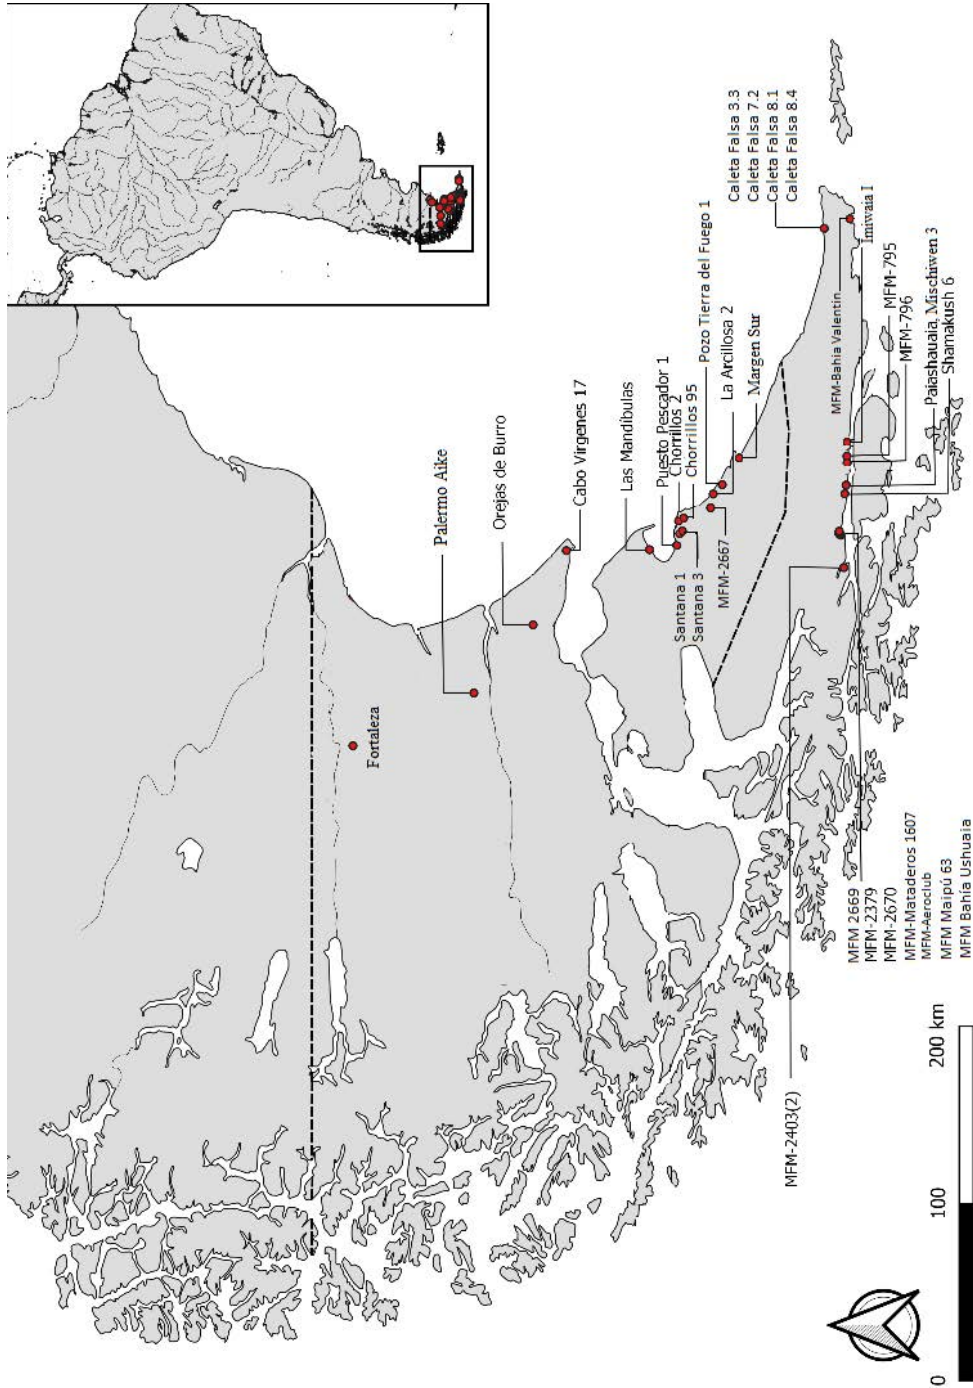 Fortaleza
Palermo Aike
Orejas de Burro
Cabo Vírgenes 17
Las Mandíbulas
Puesto Pescador 1
Chorrillos 2
Chorrillos 95
Santana 1
Santana 3
MFM-2667
Pozo Tierra del Fuego 1
La Arcillosa 2
Margen Sur
Caleta Falsa 3.3
Caleta Falsa 7.2
Caleta Falsa 8.1
Caleta Falsa 8.4
MFM-Bahía Valentín
Imiwaia I
MFM-795
MFM-796
Paiashauaia, Mischiwen 3
Shamakush 6
MFM-2403(2)
MFM 2669
MFM-2379
MFM-2670
MFM-Mataderos 1607
MFM-Aeroclub
MFM Maipú 63
MFM Bahía Ushuaia
0 100 200 km